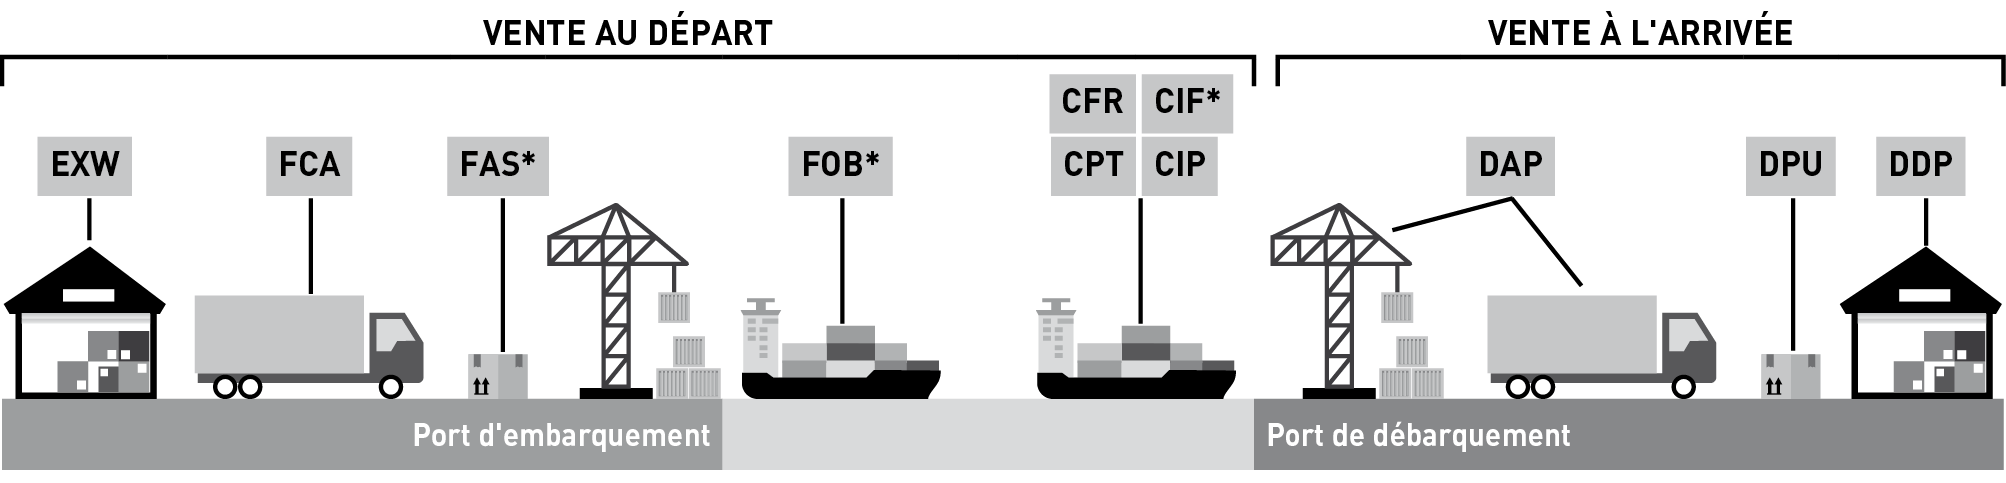 VENTE AU DÉPART
VENTE À L'ARRIVÉE
CFR CIF*
EXW FCA FAS* FOB* CPT CIP DAP DPU DDP
Port d'embarquement
Port de débarquement